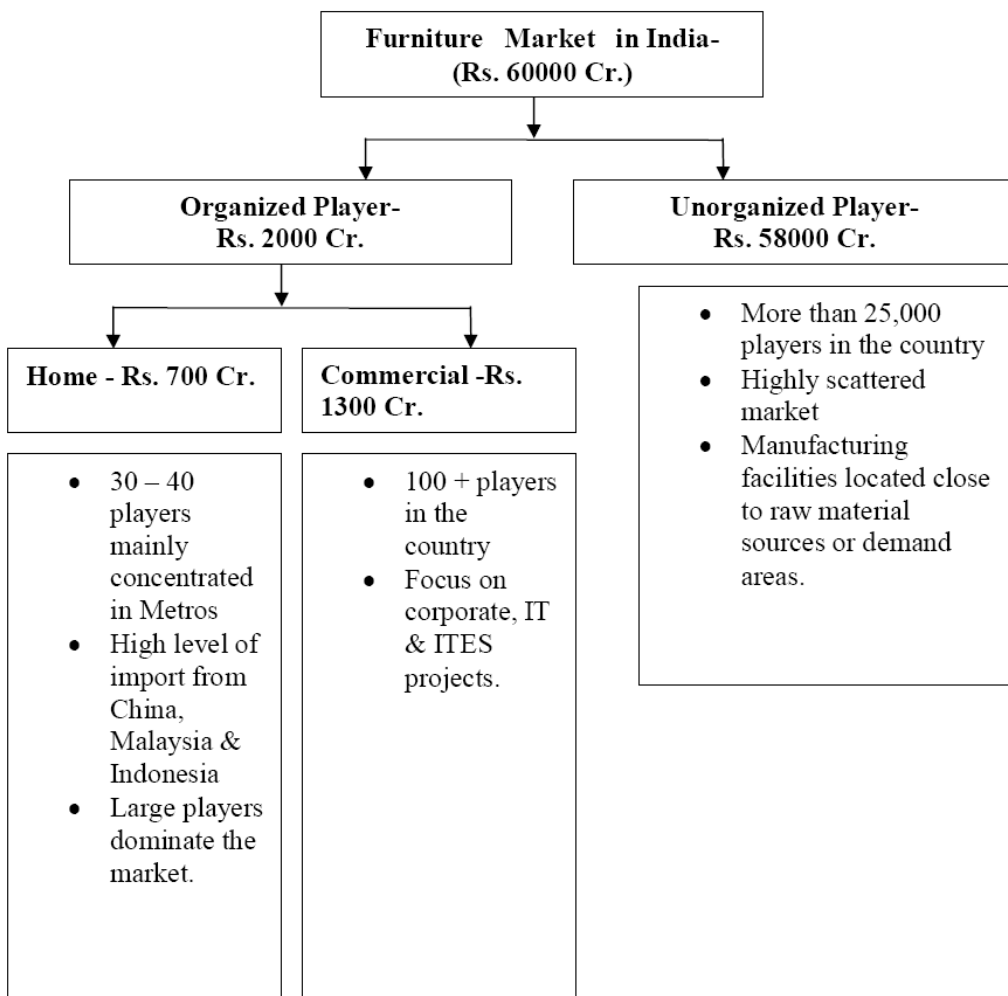 Furniture Market in India-
(Rs. 60000 Cr.)
Organized Player-
Rs. 2000 Cr.
Unorganized Player-
Rs. 58000 Cr.
Home - Rs. 700 Cr.
Commercial -Rs.
1300 Cr.
• 30 – 40
players
mainly
concentrated
in Metros
• High level of
import from
China,
Malaysia &
Indonesia
• Large players
dominate the
market.
• 100 + players
in the
country
• Focus on
corporate, IT
& ITES
projects.
• More than 25,000
players in the country
• Highly scattered
market
• Manufacturing
facilities located close
to raw material
sources or demand
areas.